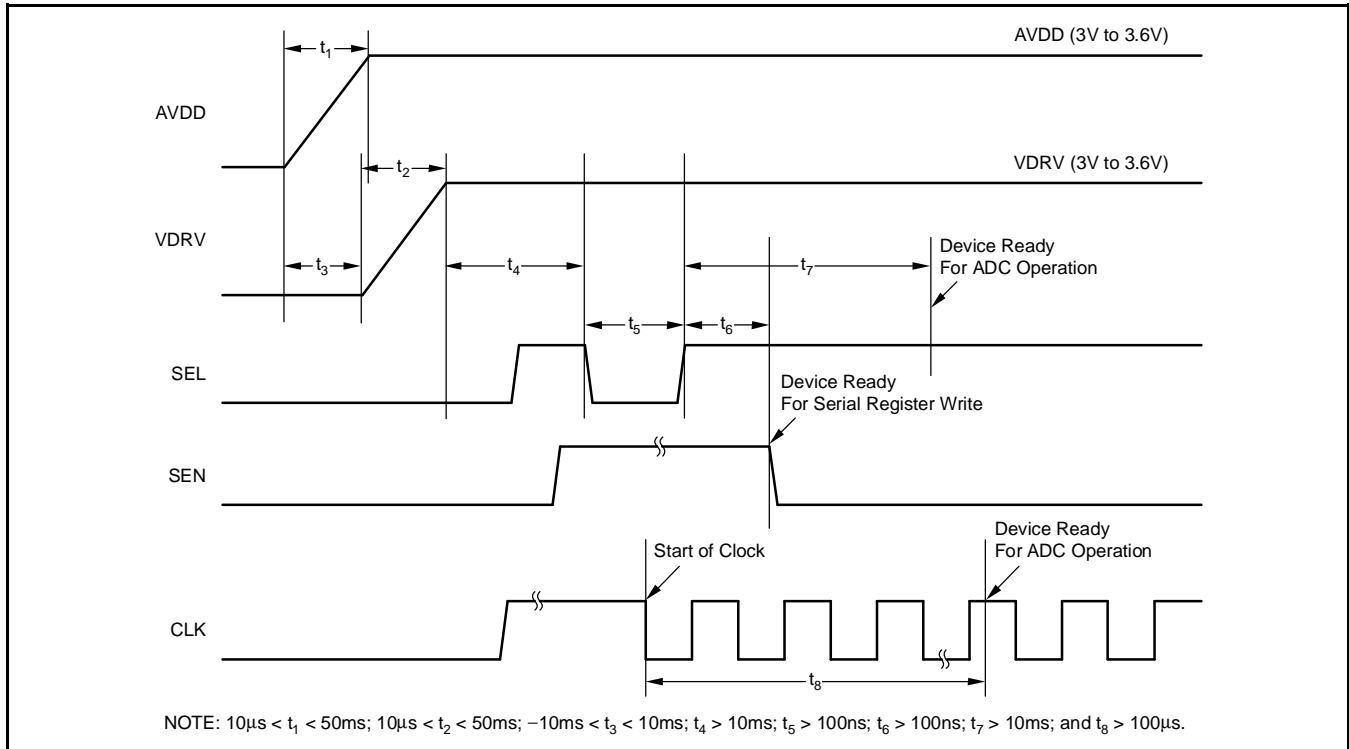 AVDD (3V to 3.6V)
t₁
AVDD
t₂
VDRV (3V to 3.6V)
VDRV
t₃
t₄
t₇
Device Ready
For ADC Operation
t₅
t₆
SEL
Device Ready
For Serial Register Write
SEN
Start of Clock
Device Ready
For ADC Operation
CLK
t₈
NOTE: 10μs < t₁ < 50ms; 10μs < t₂ < 50ms; −10ms < t₃ < 10ms; t₄ > 10ms; t₅ > 100ns; t₆ > 100ns; t₇ > 10ms; and t₈ > 100μs.